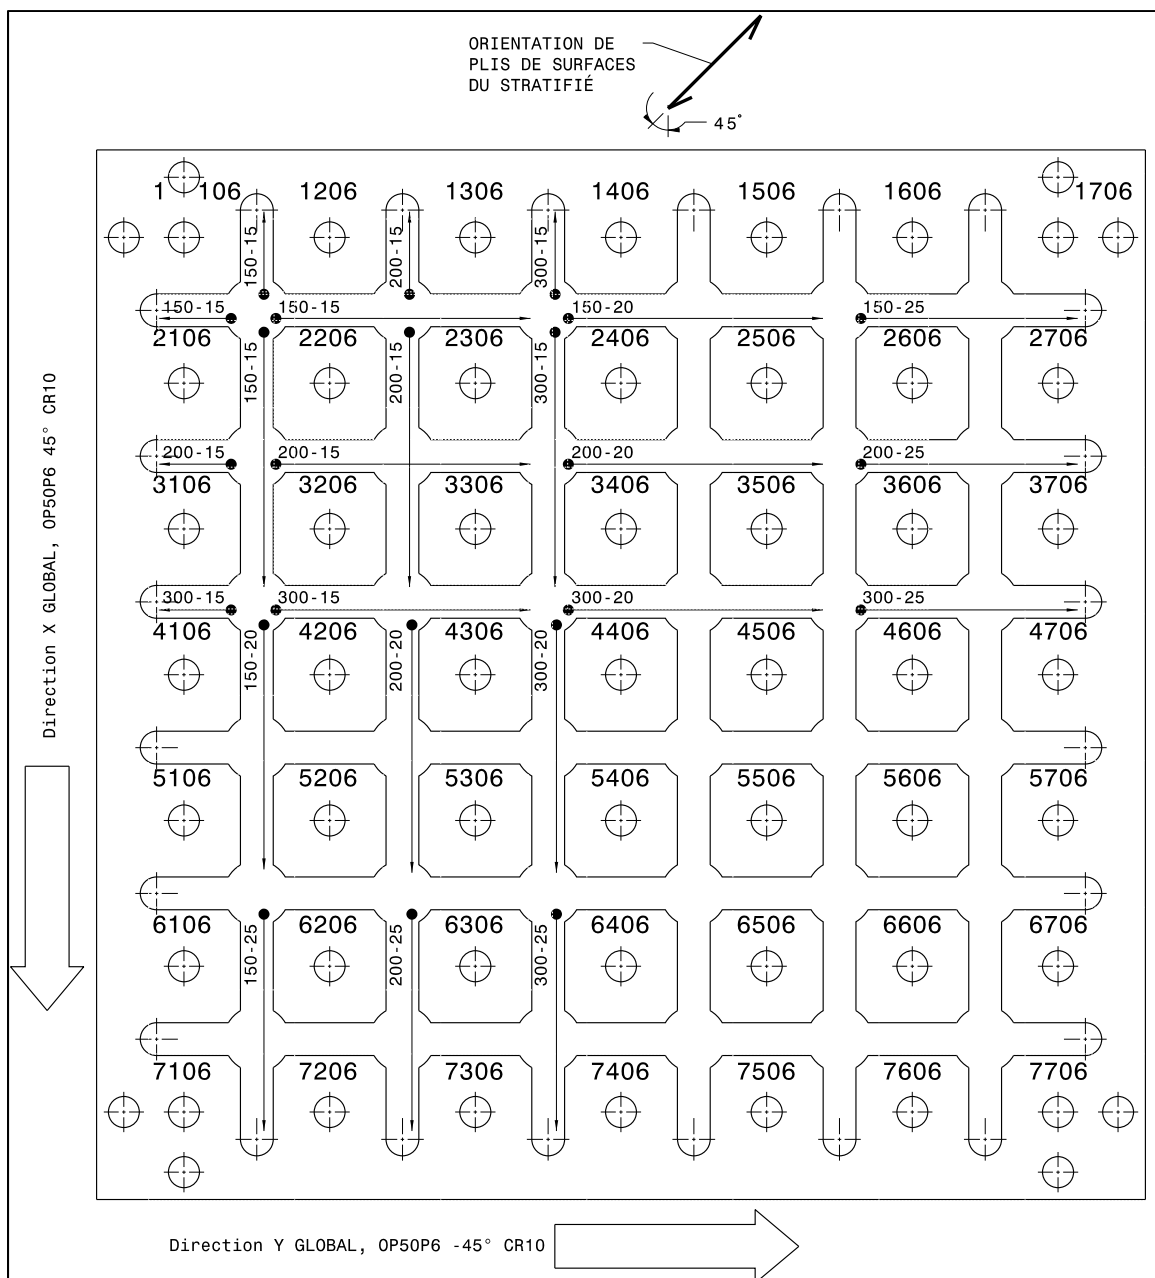 ORIENTATION DE
PLIS DE SURFACES
DU STRATIFIÉ
45°
1 106 1206 1306 1406 1506 1606 1706
150-15 200-15 300-15
150-15 150-15 150-20 150-25
2106 2206 2306 2406 2506 2606 2706
150-15 200-15 300-15
200-15 200-15 200-20 200-25
3106 3206 3306 3406 3506 3606 3706
300-15 300-15 300-20 300-25
4106 4206 4306 4406 4506 4606 4706
150-20 200-20 300-20
5106 5206 5306 5406 5506 5606 5706
6106 6206 6306 6406 6506 6606 6706
150-25 200-25 300-25
7106 7206 7306 7406 7506 7606 7706
Direction X GLOBAL, OP50P6 45° CR10
Direction Y GLOBAL, OP50P6 -45° CR10